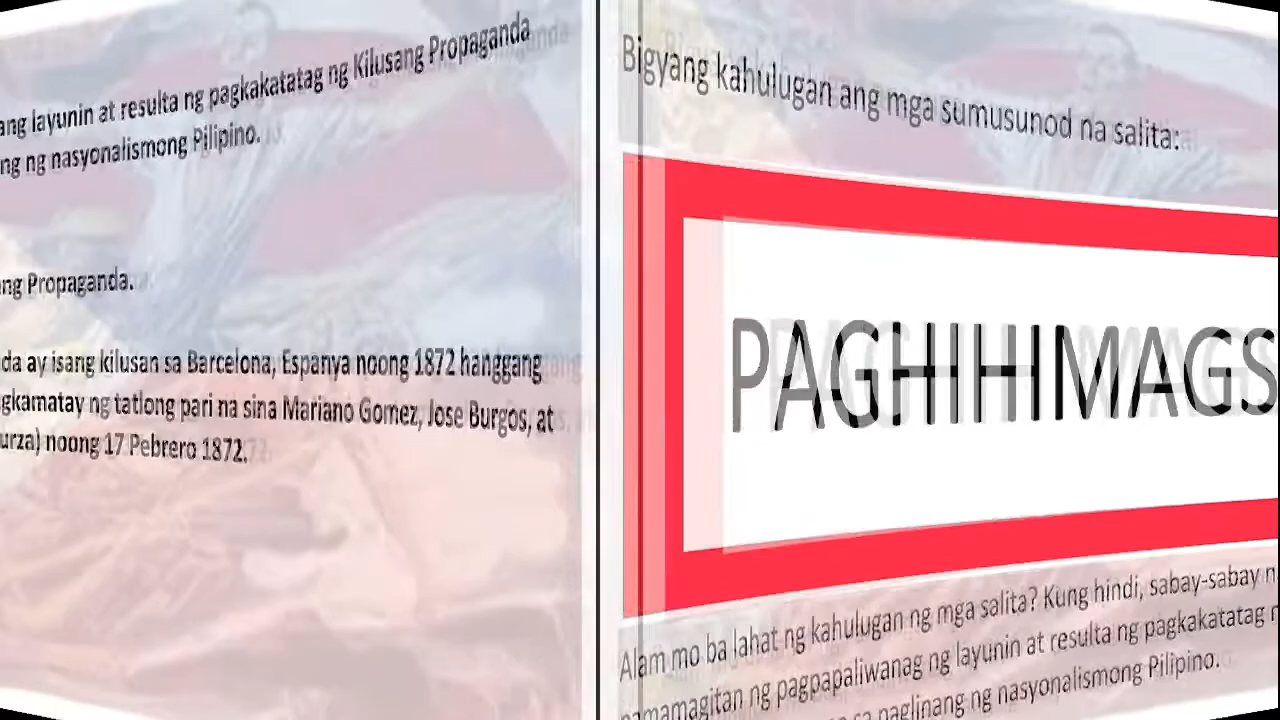 ang layunin at resulta ng pagkakatatag ng Kilusang Propaganda
ng ng nasyonalismong Pilipino.
ng Propaganda.
da ay isang kilusan sa Barcelona, Espanya noong 1872 hanggang
gkamatay ng tatlong pari na sina Mariano Gomez, Jose Burgos, at
urza) noong 17 Pebrero 1872.
Bigyang kahulugan ang mga sumusunod na salita:
PAGHIHIMAGS
Alam mo ba lahat ng kahulugan ng mga salita? Kung hindi, sabay-sabay n
pamamagitan ng pagpapaliwanag ng layunin at resulta ng pagkakatatag n
sa paglinang ng nasyonalismong Pilipino.